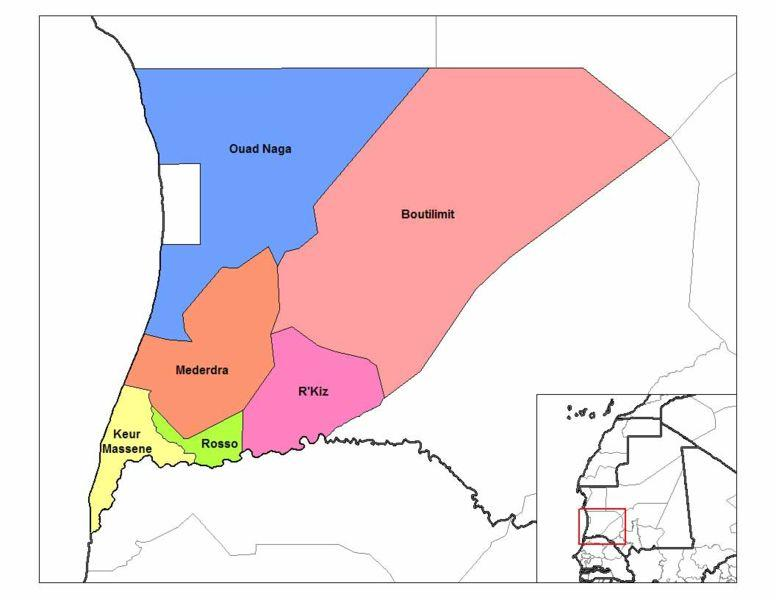 Ouad Naga
Boutilimit
Mederdra
R'Kiz
Keur
Massene
Rosso